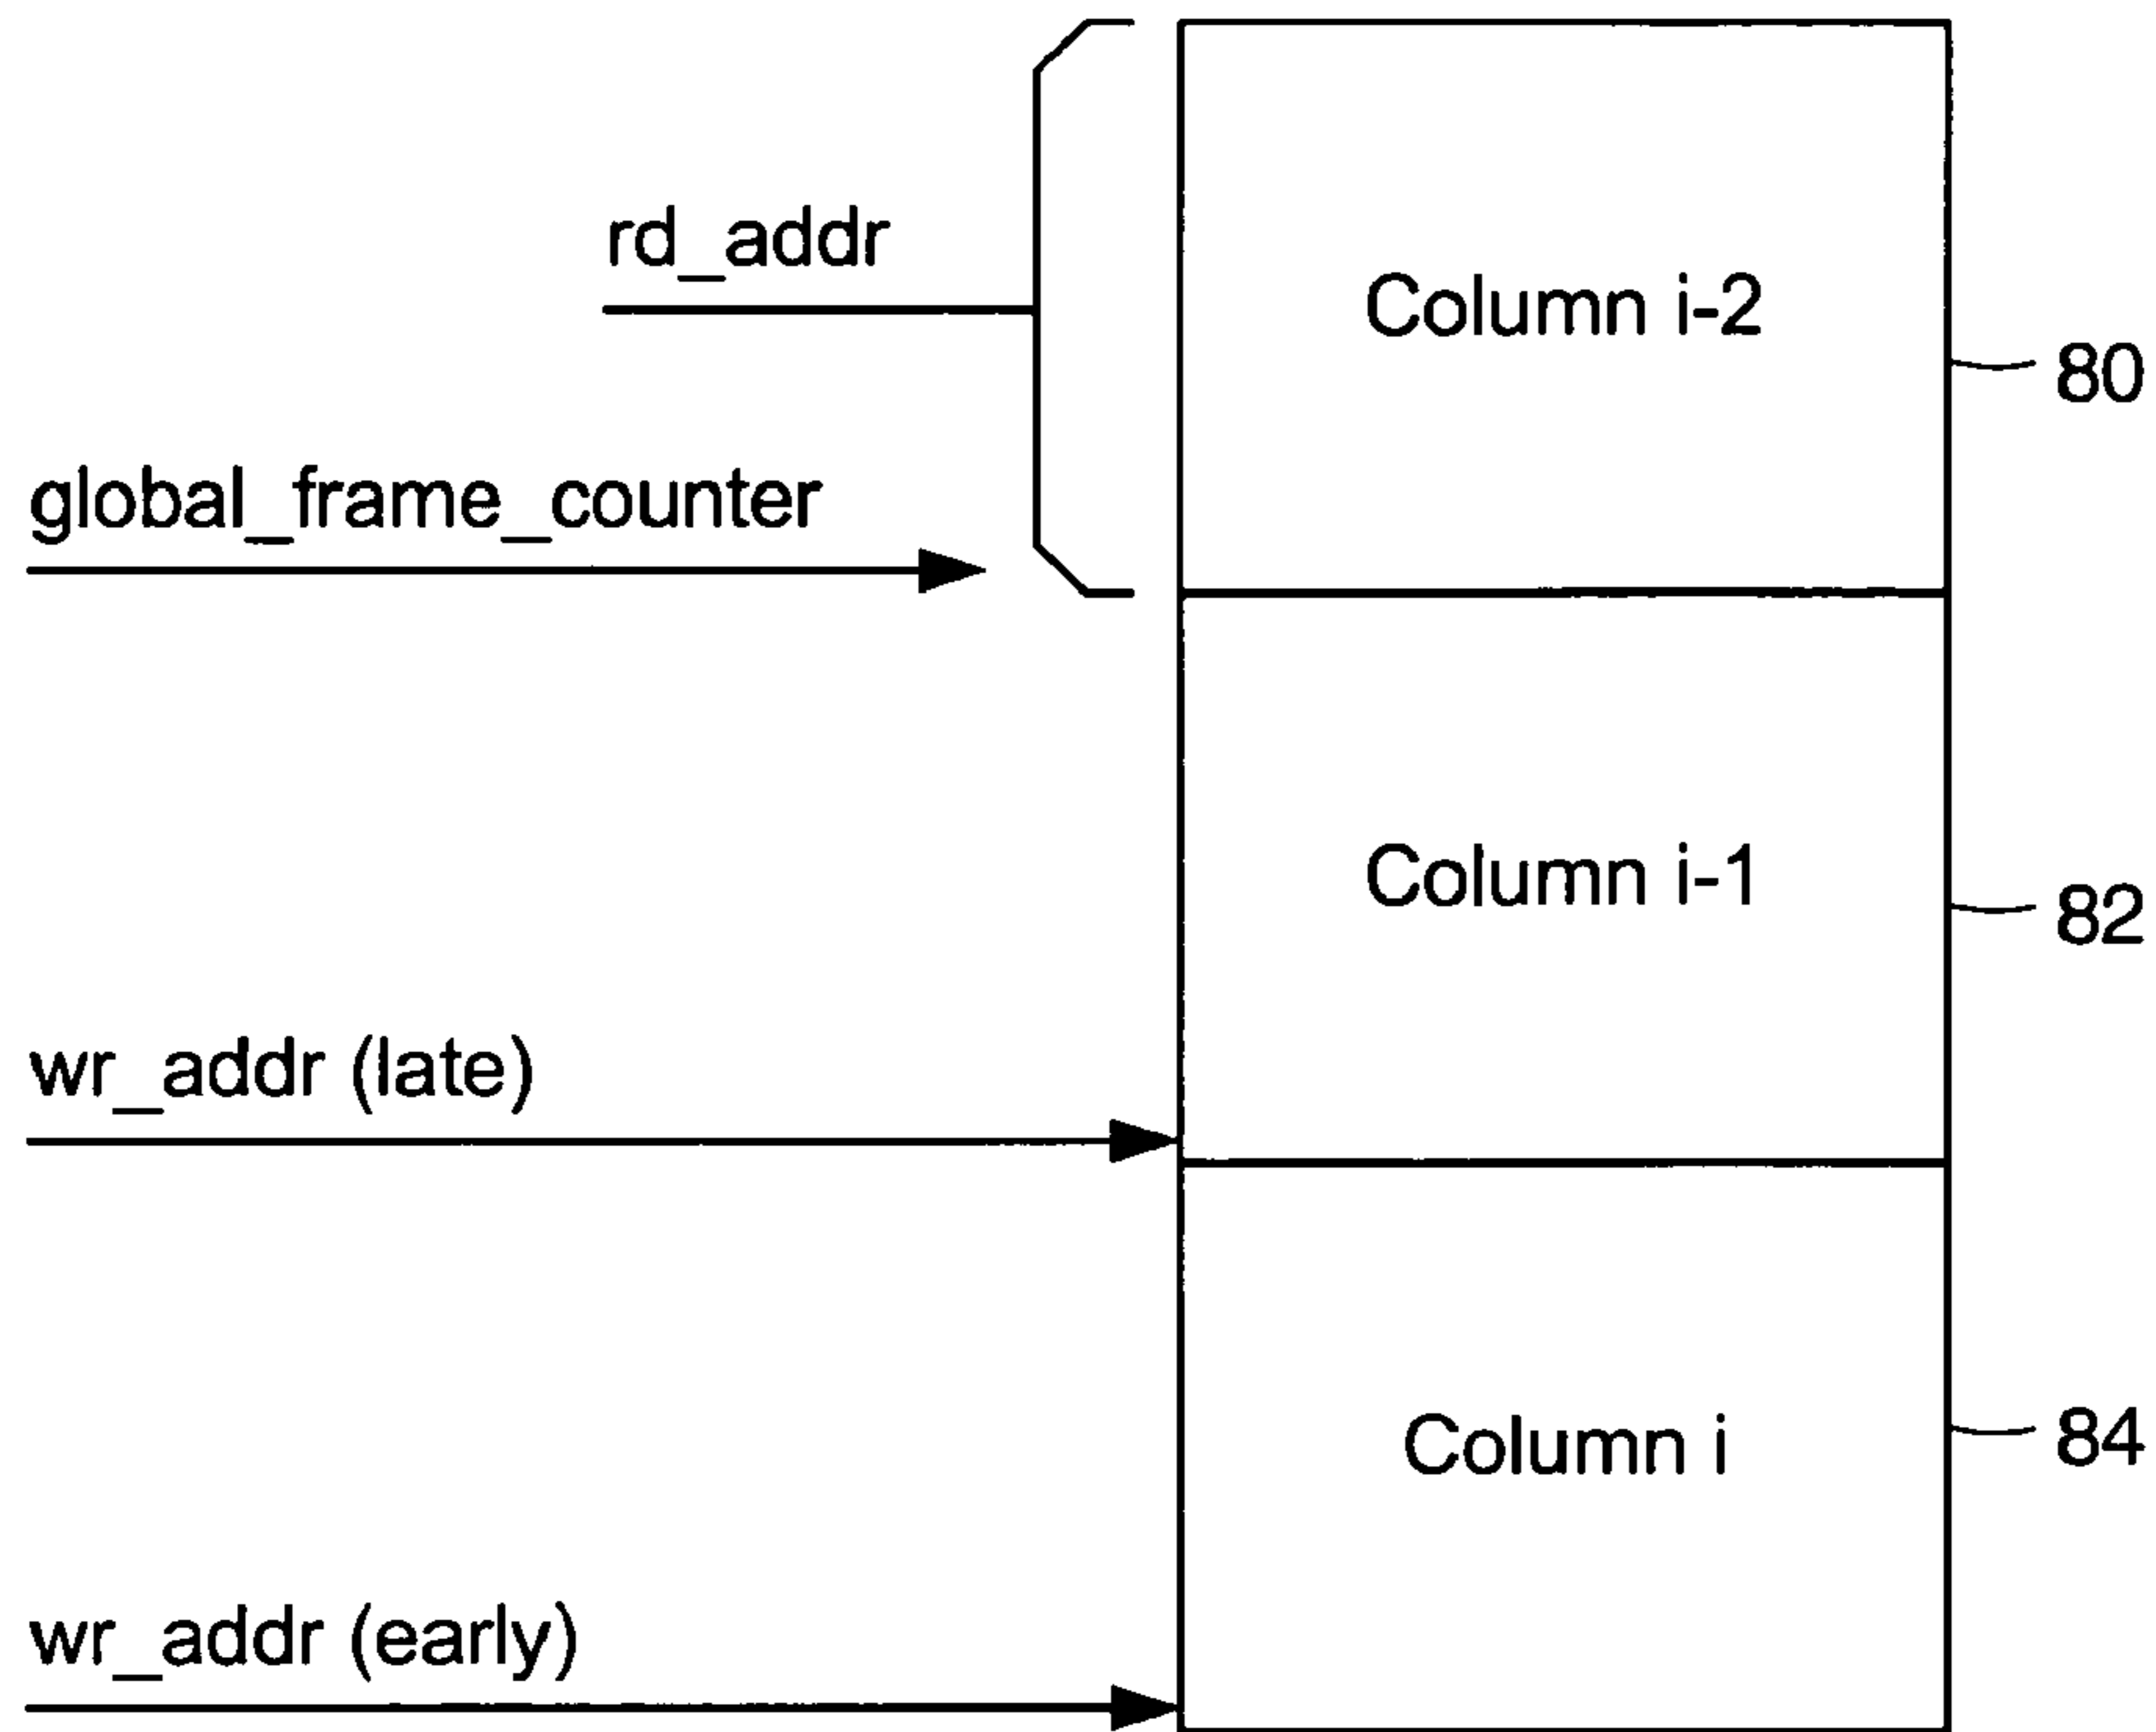 rd_addr
Column i-2
80
global_frame_counter
Column i-1
82
wr_addr (late)
Column i
84
wr_addr (early)